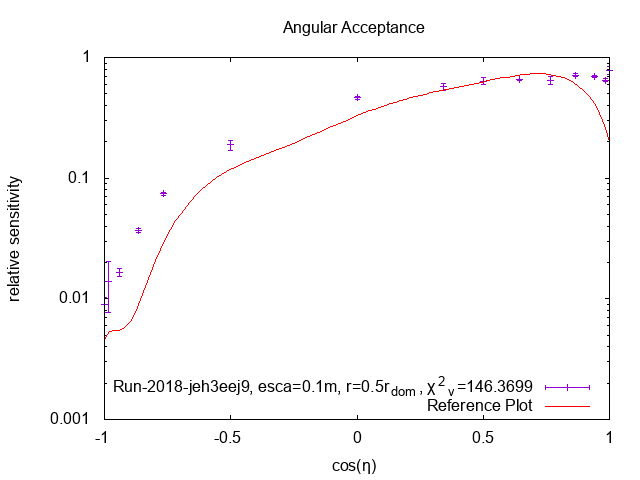 Angular Acceptance
1
0.1
0.01
0.001
relative sensitivity
Run-2018-jeh3eej9, esca=0.1m, r=0.5r_dom, χ²_ν=146.3699
Reference Plot
-1 -0.5 0 0.5 1
cos(η)